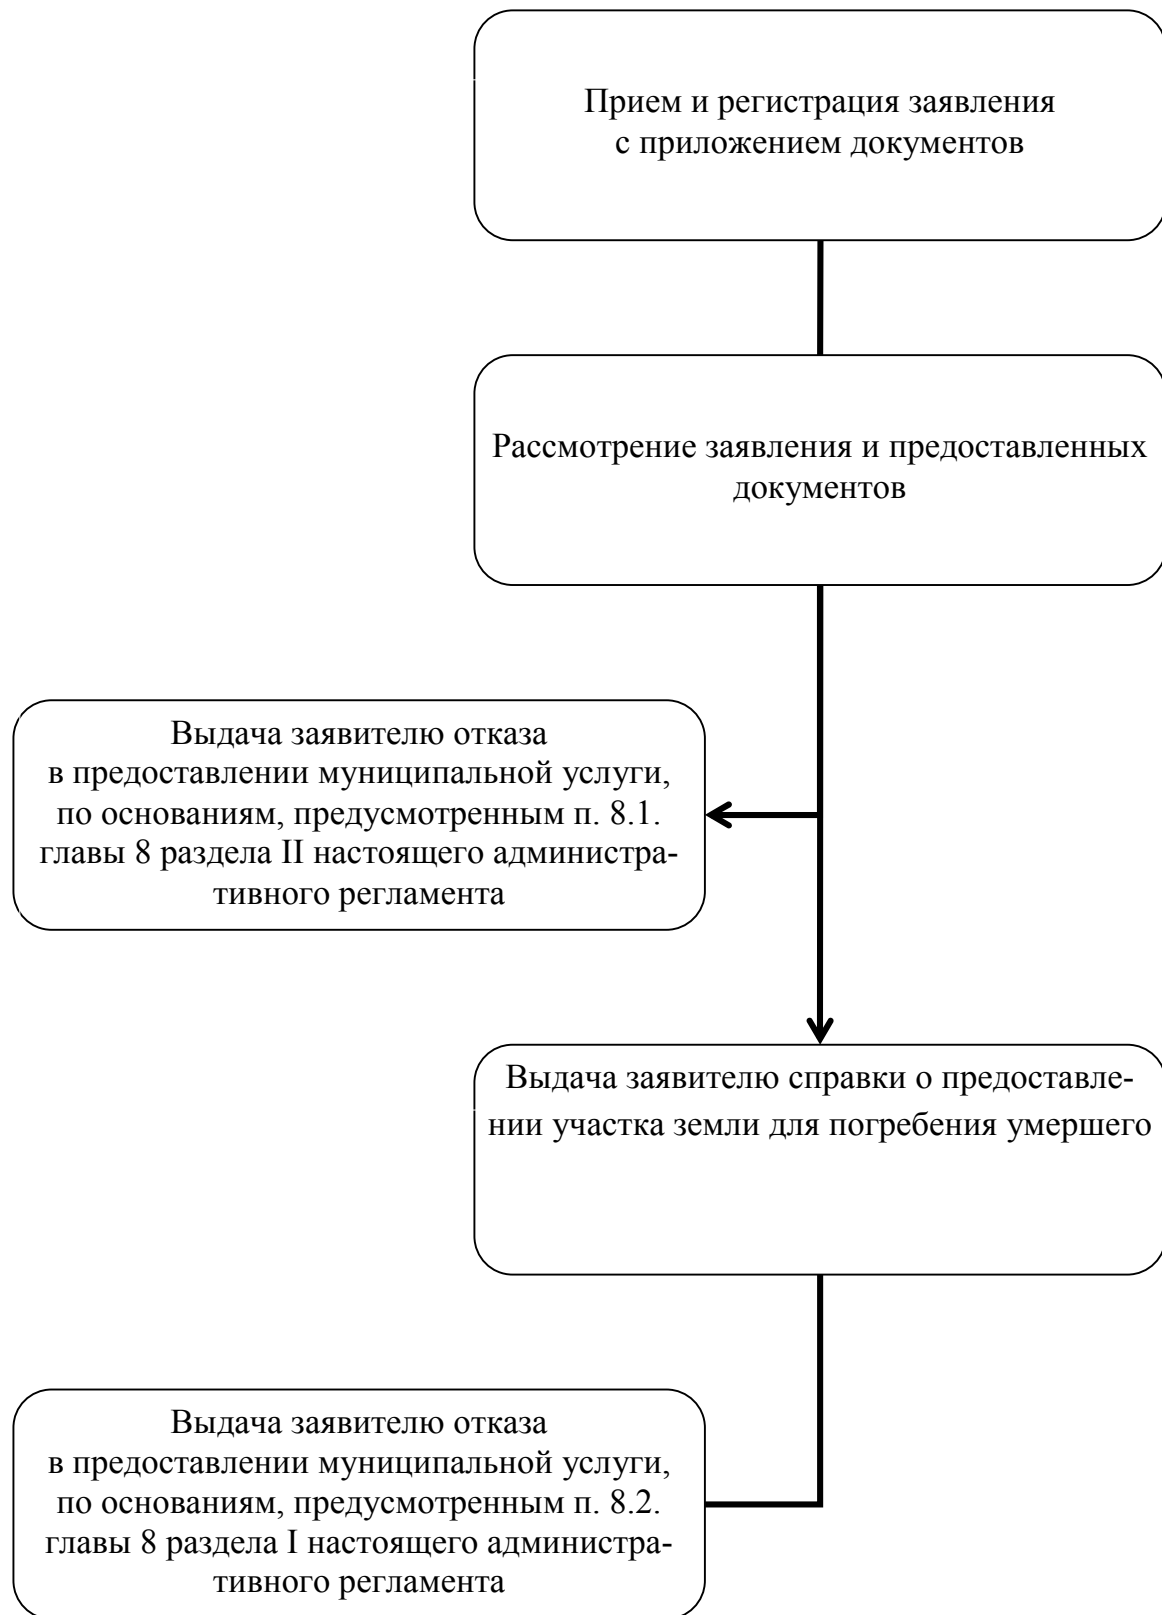 Прием и регистрация заявления
с приложением документов
Рассмотрение заявления и предоставленных
документов
Выдача заявителю отказа
в предоставлении муниципальной услуги,
по основаниям, предусмотренным п. 8.1.
главы 8 раздела II настоящего администра-
тивного регламента
Выдача заявителю справки о предоставле-
нии участка земли для погребения умершего
Выдача заявителю отказа
в предоставлении муниципальной услуги,
по основаниям, предусмотренным п. 8.2.
главы 8 раздела I настоящего администра-
тивного регламента